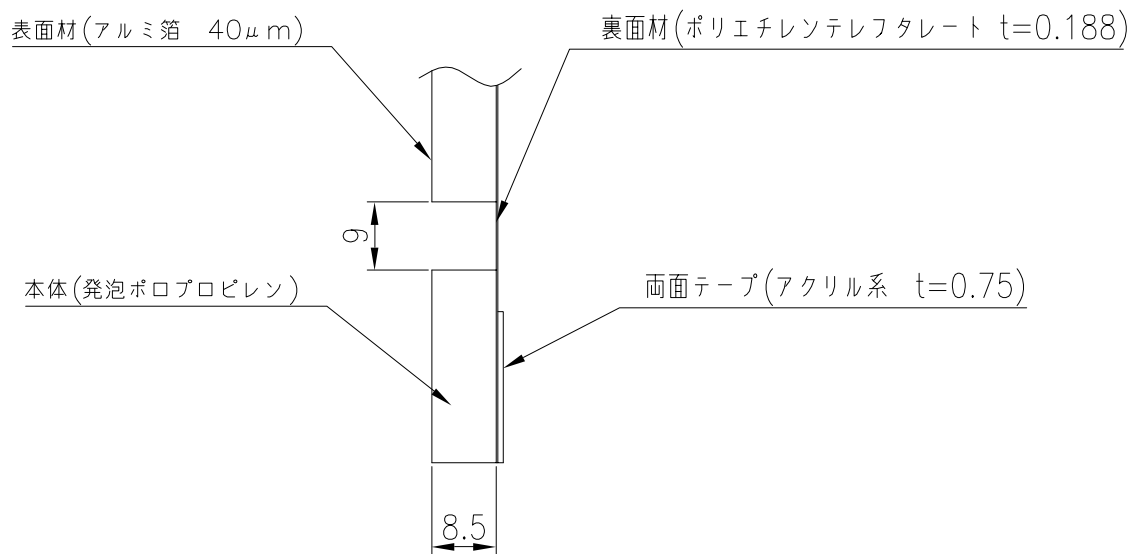 表面材(アルミ箔　40μm)
裏面材(ポリエチレンテレフタレート t=0.188)
9
本体(発泡ポロプロピレン)
両面テープ(アクリル系　t=0.75)
8.5